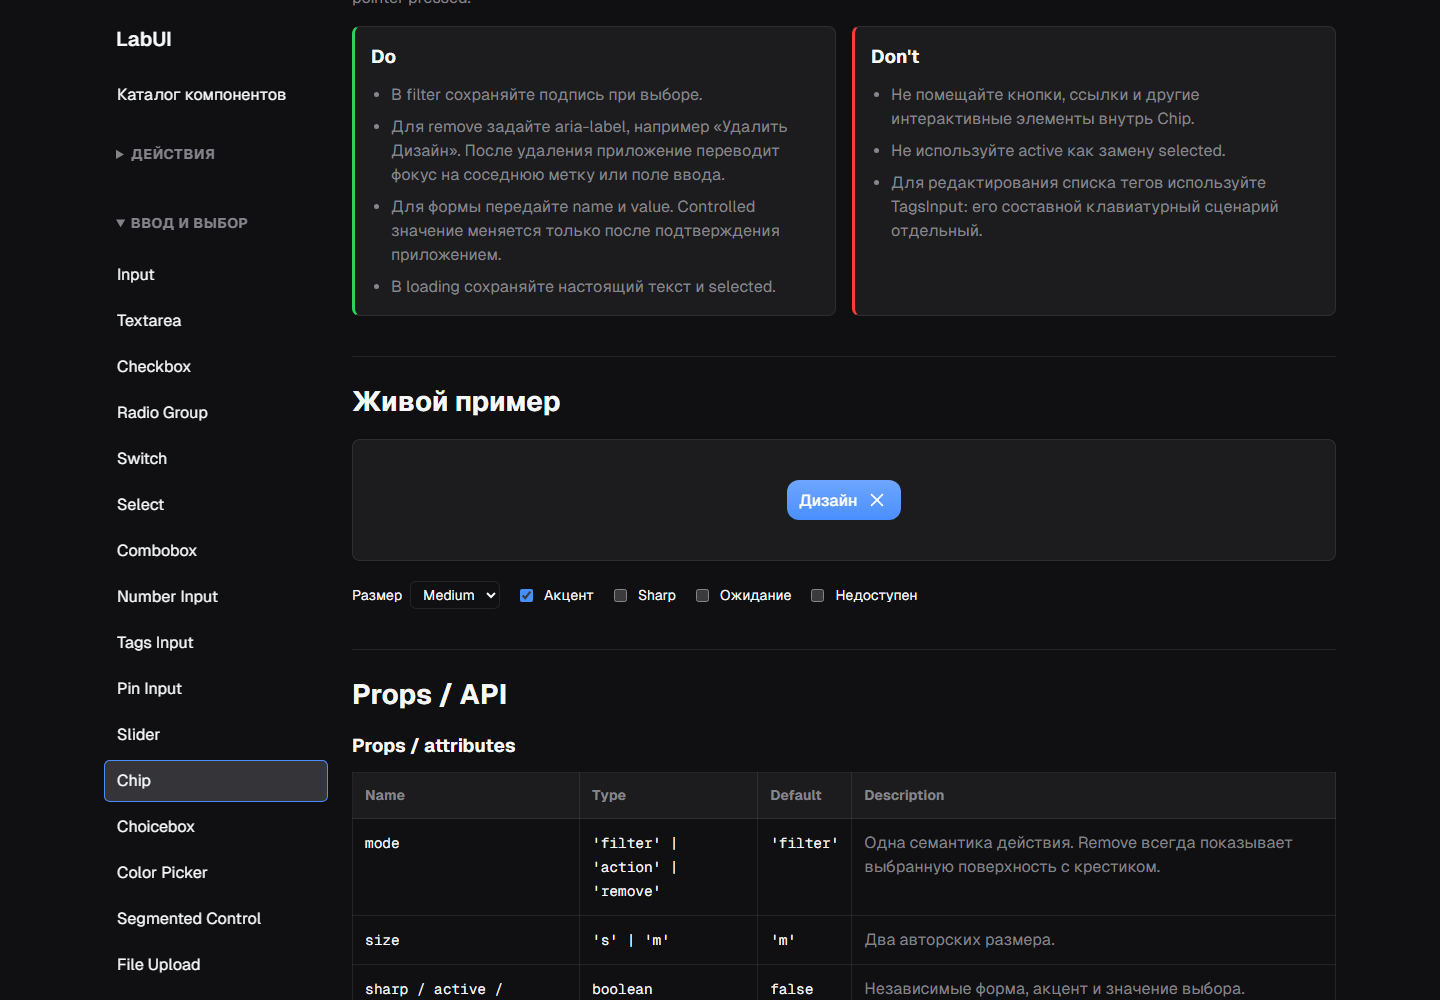 LabUI
Каталог компонентов
ДЕЙСТВИЯ
ВВОД И ВЫБОР
Input
Textarea
Checkbox
Radio Group
Switch
Select
Combobox
Number Input
Tags Input
Pin Input
Slider
Chip
Choicebox
Color Picker
Segmented Control
File Upload
pointer pressed.
Do
В filter сохраняйте подпись при выборе.
Для remove задайте aria-label, например «Удалить
Дизайн». После удаления приложение переводит
фокус на соседнюю метку или поле ввода.
Для формы передайте name и value. Controlled
значение меняется только после подтверждения
приложением.
В loading сохраняйте настоящий текст и selected.
Don't
Не помещайте кнопки, ссылки и другие
интерактивные элементы внутрь Chip.
Не используйте active как замену selected.
Для редактирования списка тегов используйте
TagsInput: его составной клавиатурный сценарий
отдельный.
Живой пример
Дизайн
Размер Medium Акцент Sharp Ожидание Недоступен
Props / API
Props / attributes
Name Type Default Description
mode 'filter' | 'filter' Одна семантика действия. Remove всегда показывает
'action' | выбранную поверхность с крестиком.
'remove'
size 's' | 'm' 'm' Два авторских размера.
sharp / active / boolean false Независимые форма, акцент и значение выбора.